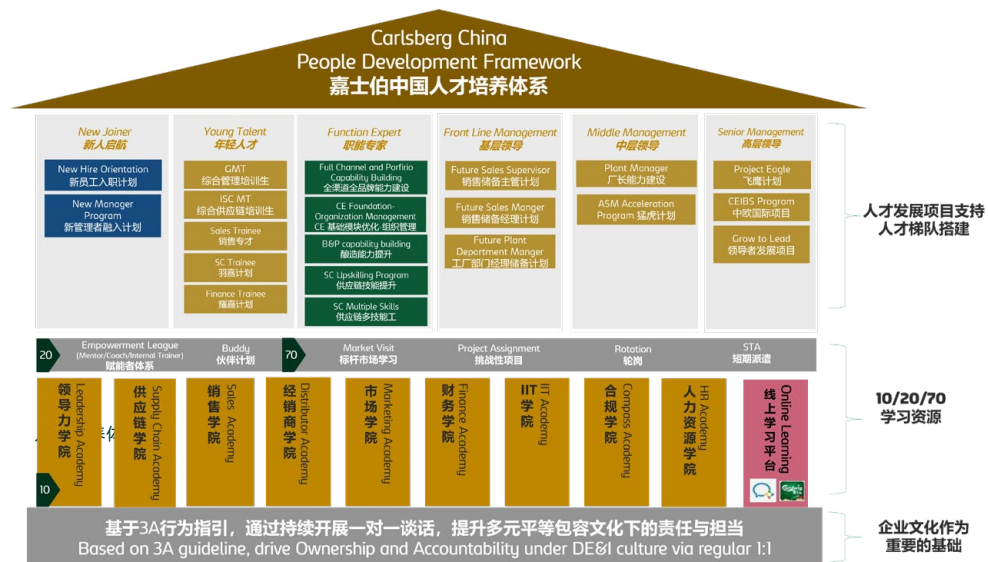 Carlsberg China
People Development Framework
嘉士伯中国人才培养体系
New Joiner
新人启航
New Hire Orientation
新员工入职计划
New Manager
Program
新管理者融入计划
Young Talent
年轻人才
GMT
综合管理培训生
ISC MT
综合供应链培训生
Sales Trainee
销售专才
SC Trainee
羽嘉计划
Finance Trainee
耀嘉计划
Function Expert
职能专家
Full Channel and Porfirio
Capability Building
全渠道全品牌能力建设
CE Foundation-
Organization Management
CE 基础模块优化 组织管理
B&P capability building
酿造能力提升
SC Upskilling Program
供应链技能提升
SC Multiple Skills
供应链多技能工
Front Line Management
基层领导
Future Sales Supervisor
销售储备主管计划
Future Sales Manger
销售储备经理计划
Future Plant
Department Manger
工厂部门经理储备计划
Middle Management
中层领导
Plant Manager
厂长能力建设
ASM Acceleration
Program 猛虎计划
Senior Management
高层领导
Project Eagle
飞鹰计划
CEIBS Program
中欧国际项目
Grow to Lead
领导者发展项目
人才发展项目支持
人才梯队搭建
20
Empowerment League
(Mentor/Coach/Internal Trainer)
赋能者体系
Buddy
伙伴计划
70
Market Visit
标杆市场学习
Project Assignment
挑战性项目
Rotation
轮岗
STA
短期派遣
领导力学院
Leadership Academy
供应链学院
Supply Chain Academy
销售学院
Sales Academy
经销商学院
Distributor Academy
市场学院
Marketing Academy
财务学院
Finance Academy
IIT学院
IIT Academy
合规学院
Compass Academy
人力资源学院
HR Academy
线上学习平台
Online Learning
10
10/20/70
学习资源
基于3A行为指引，通过持续开展一对一谈话，提升多元平等包容文化下的责任与担当
Based on 3A guideline, drive Ownership and Accountability under DE&I culture via regular 1:1
企业文化作为
重要的基础